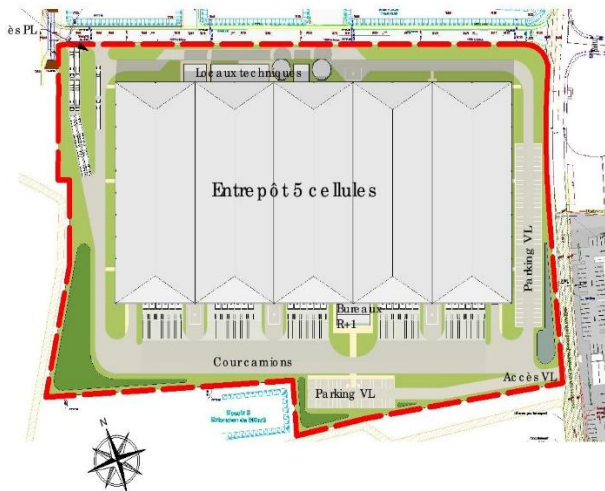 ès PL
Locaux techniques
Entrepôt 5 cellules
Parking VL
Bureaux
R+1
Cour camions
Accès VL
Parking VL
N